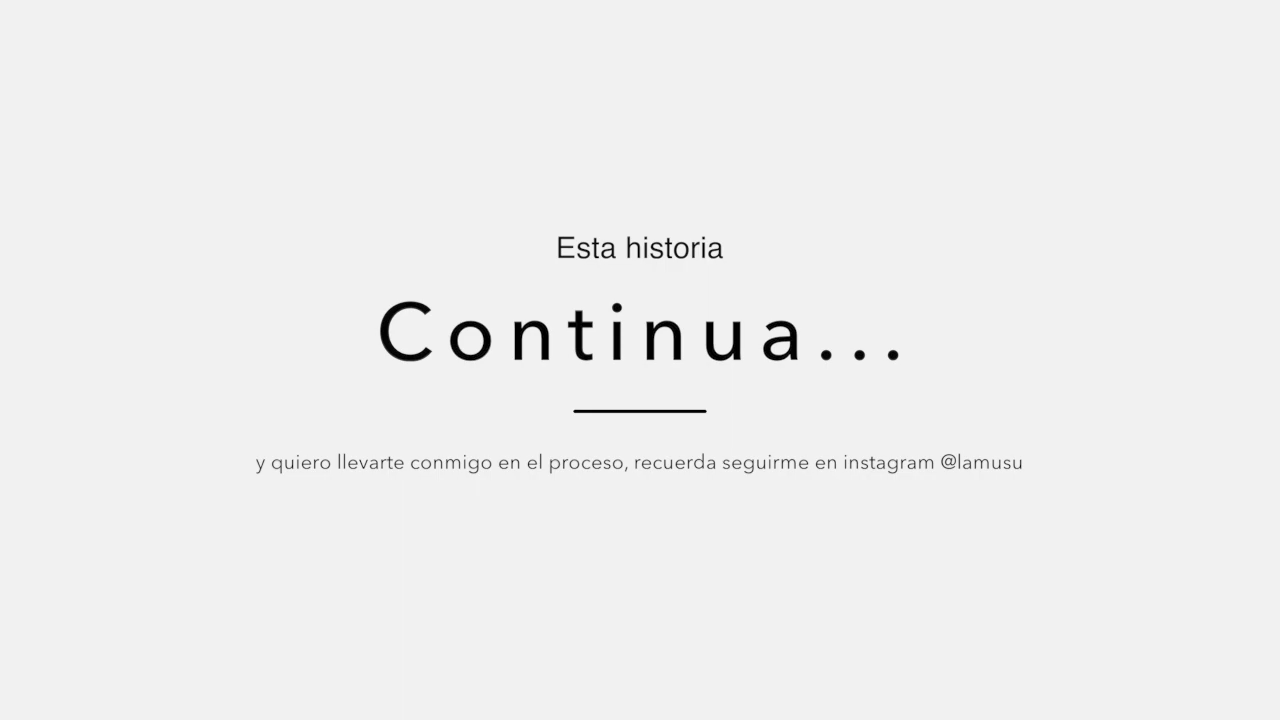 Esta historia
Continua...
y quiero llevarte conmigo en el proceso, recuerda seguirme en instagram @lamusu